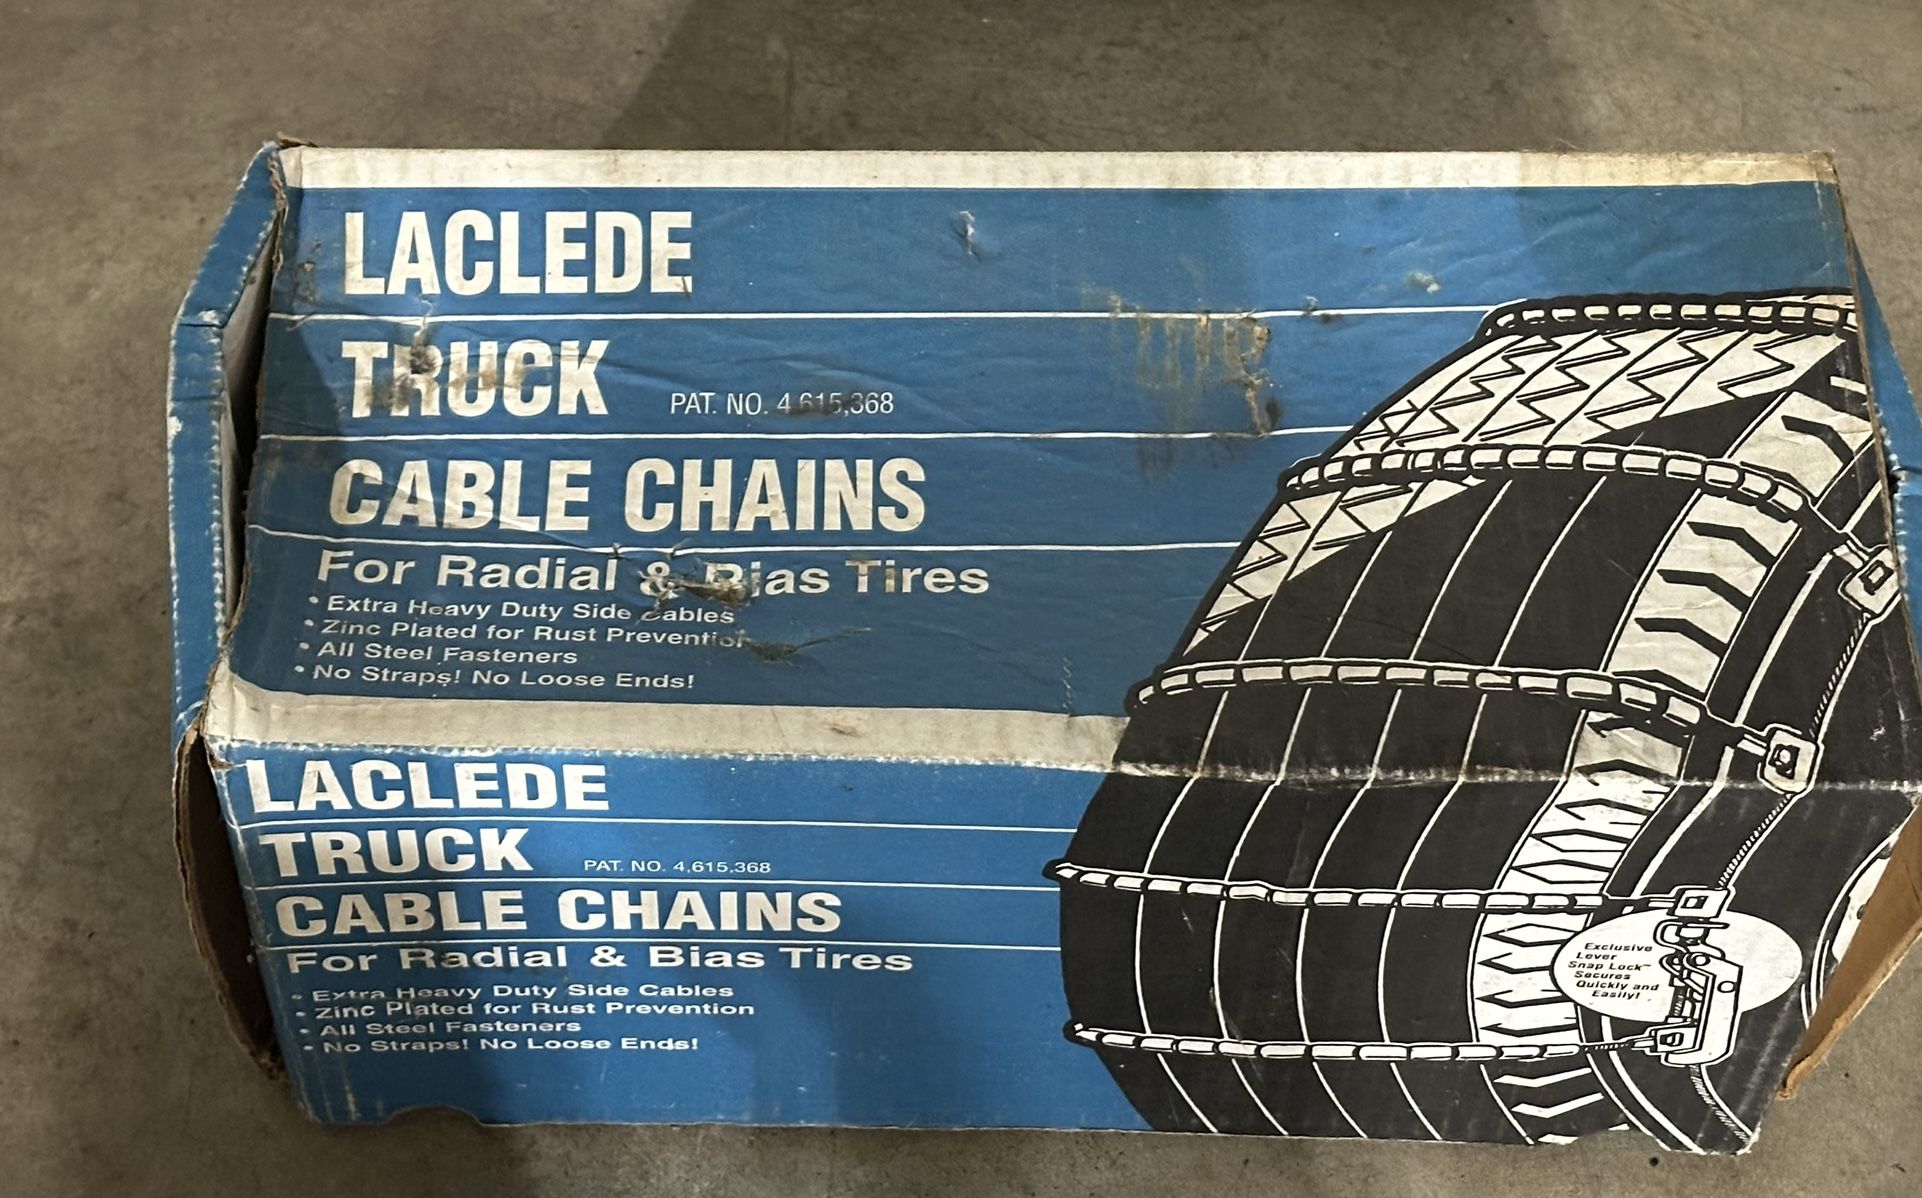 LACLEDE
TRUCK
PAT. NO. 4,615,368
CABLE CHAINS
For Radial & Bias Tires
• Extra Heavy Duty Side Cables
• Zinc Plated for Rust Prevention
• All Steel Fasteners
• No Straps! No Loose Ends!
LACLEDE
TRUCK
PAT. NO. 4,615,368
CABLE CHAINS
For Radial & Bias Tires
• Extra Heavy Duty Side Cables
• Zinc Plated for Rust Prevention
• All Steel Fasteners
• No Straps! No Loose Ends!
Exclusive
Lever
Snap Lock™
Secures
Quickly and
Easily!